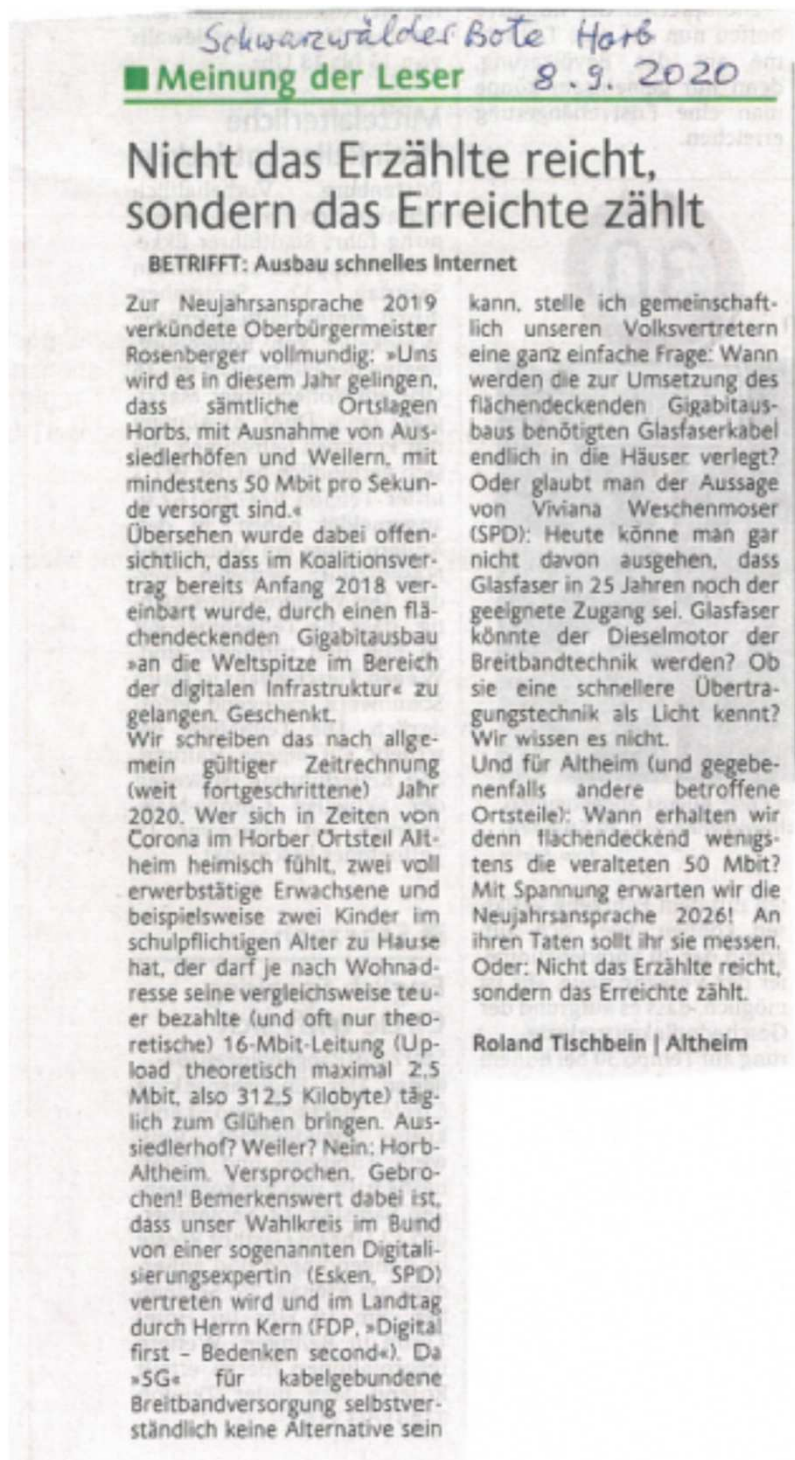 Schwarzwälder Bote Horb
■ Meinung der Leser 8.9.2020
Nicht das Erzählte reicht,
sondern das Erreichte zählt
BETRIFFT: Ausbau schnelles Internet
Zur Neujahrsansprache 2019
verkündete Oberbürgermeister
Rosenberger vollmundig: »Uns
wird es in diesem Jahr gelingen,
dass sämtliche Ortslagen
Horbs, mit Ausnahme von Aus-
siedlerhöfen und Weilern, mit
mindestens 50 Mbit pro Sekun-
de versorgt sind.«
Übersehen wurde dabei offen-
sichtlich, dass im Koalitionsver-
trag bereits Anfang 2018 ver-
einbart wurde, durch einen flä-
chendeckenden Gigabitausbau
»an die Weltspitze im Bereich
der digitalen Infrastruktur« zu
gelangen. Geschenkt.
Wir schreiben das nach allge-
mein gültiger Zeitrechnung
(weit fortgeschrittene) Jahr
2020. Wer sich in Zeiten von
Corona im Horber Ortsteil Alt-
heim heimisch fühlt, zwei voll
erwerbstätige Erwachsene und
beispielsweise zwei Kinder im
schulpflichtigen Alter zu Hause
hat, der darf je nach Wohnad-
resse seine vergleichsweise teu-
er bezahlte (und oft nur theo-
retische) 16-Mbit-Leitung (Up-
load theoretisch maximal 2,5
Mbit, also 312,5 Kilobyte) täg-
lich zum Glühen bringen. Aus-
siedlerhof? Weiler? Nein: Horb-
Altheim. Versprochen. Gebro-
chen! Bemerkenswert dabei ist,
dass unser Wahlkreis im Bund
von einer sogenannten Digitali-
sierungsexpertin (Esken, SPD)
vertreten wird und im Landtag
durch Herrn Kern (FDP, »Digital
first – Bedenken second«). Da
»5G« für kabelgebundene
Breitbandversorgung selbstver-
ständlich keine Alternative sein
kann, stelle ich gemeinschaft-
lich unseren Volksvertretern
eine ganz einfache Frage: Wann
werden die zur Umsetzung des
flächendeckenden Gigabitaus-
baus benötigten Glasfaserkabel
endlich in die Häuser verlegt?
Oder glaubt man der Aussage
von Viviana Weschenmoser
(SPD): Heute könne man gar
nicht davon ausgehen, dass
Glasfaser in 25 Jahren noch der
geeignete Zugang sei. Glasfaser
könnte der Dieselmotor der
Breitbandtechnik werden? Ob
sie eine schnellere Übertra-
gungstechnik als Licht kennt?
Wir wissen es nicht.
Und für Altheim (und gegebe-
nenfalls andere betroffene
Ortsteile): Wann erhalten wir
denn flächendeckend wenigs-
tens die veralteten 50 Mbit?
Mit Spannung erwarten wir die
Neujahrsansprache 2026! An
ihren Taten sollt ihr sie messen.
Oder: Nicht das Erzählte reicht,
sondern das Erreichte zählt.
Roland Tischbein | Altheim